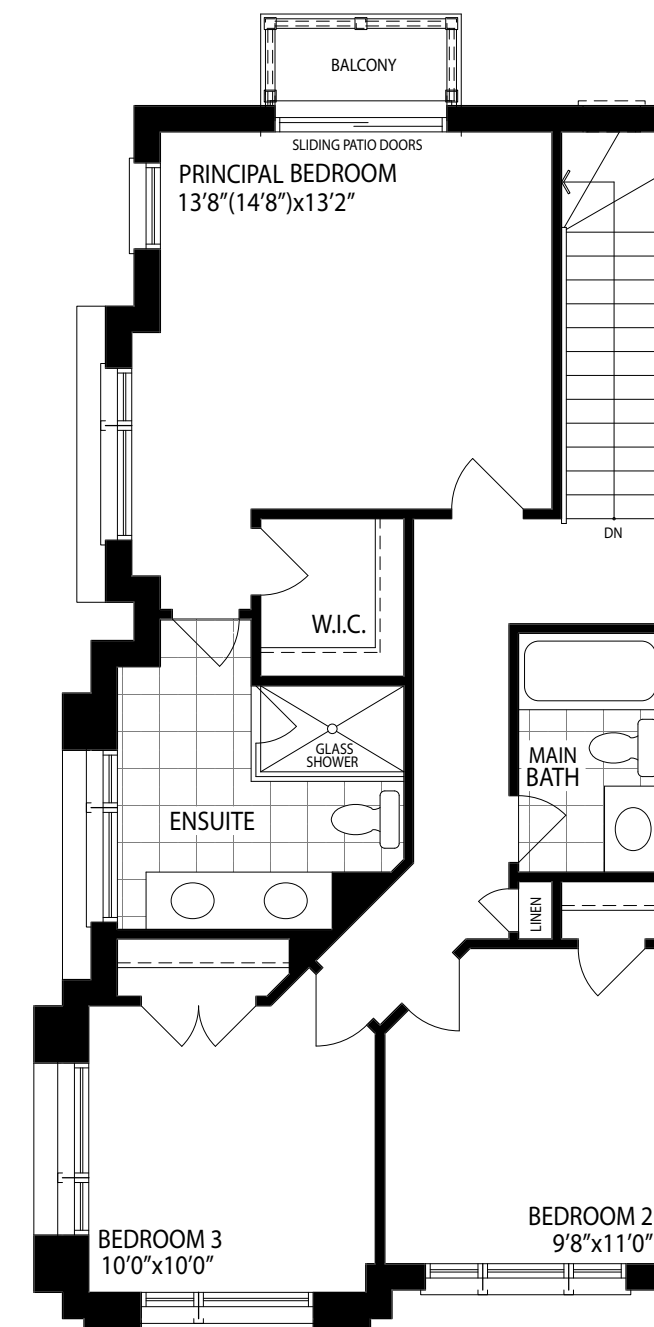 BALCONY
SLIDING PATIO DOORS
PRINCIPAL BEDROOM
13'8"(14'8")x13'2"
DN
W.I.C.
GLASS
SHOWER
MAIN
BATH
ENSUITE
LINEN
BEDROOM 2
9'8"x11'0"
BEDROOM 3
10'0"x10'0"